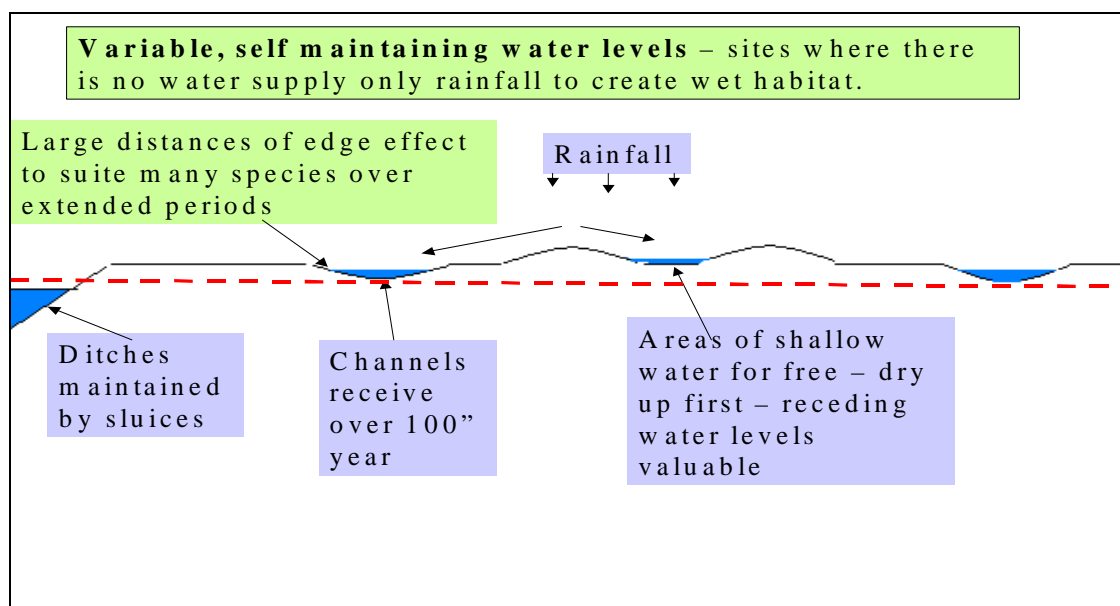 Variable, self maintaining water levels – sites where there
is no water supply only rainfall to create wet habitat.
Large distances of edge effect
to suite many species over
extended periods
Rainfall
Ditches
maintained
by sluices
Channels
receive
over 100”
year
Areas of shallow
water for free – dry
up first – receding
water levels
valuable